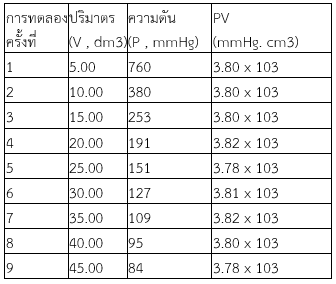 การทดลองครั้งที่ ปริมาตร (V , dm3) ความตัน (P , mmHg) PV (mmHg. cm3)
1 5.00 760 3.80 x 103
2 10.00 380 3.80 x 103
3 15.00 253 3.80 x 103
4 20.00 191 3.82 x 103
5 25.00 151 3.78 x 103
6 30.00 127 3.81 x 103
7 35.00 109 3.82 x 103
8 40.00 95 3.80 x 103
9 45.00 84 3.78 x 103